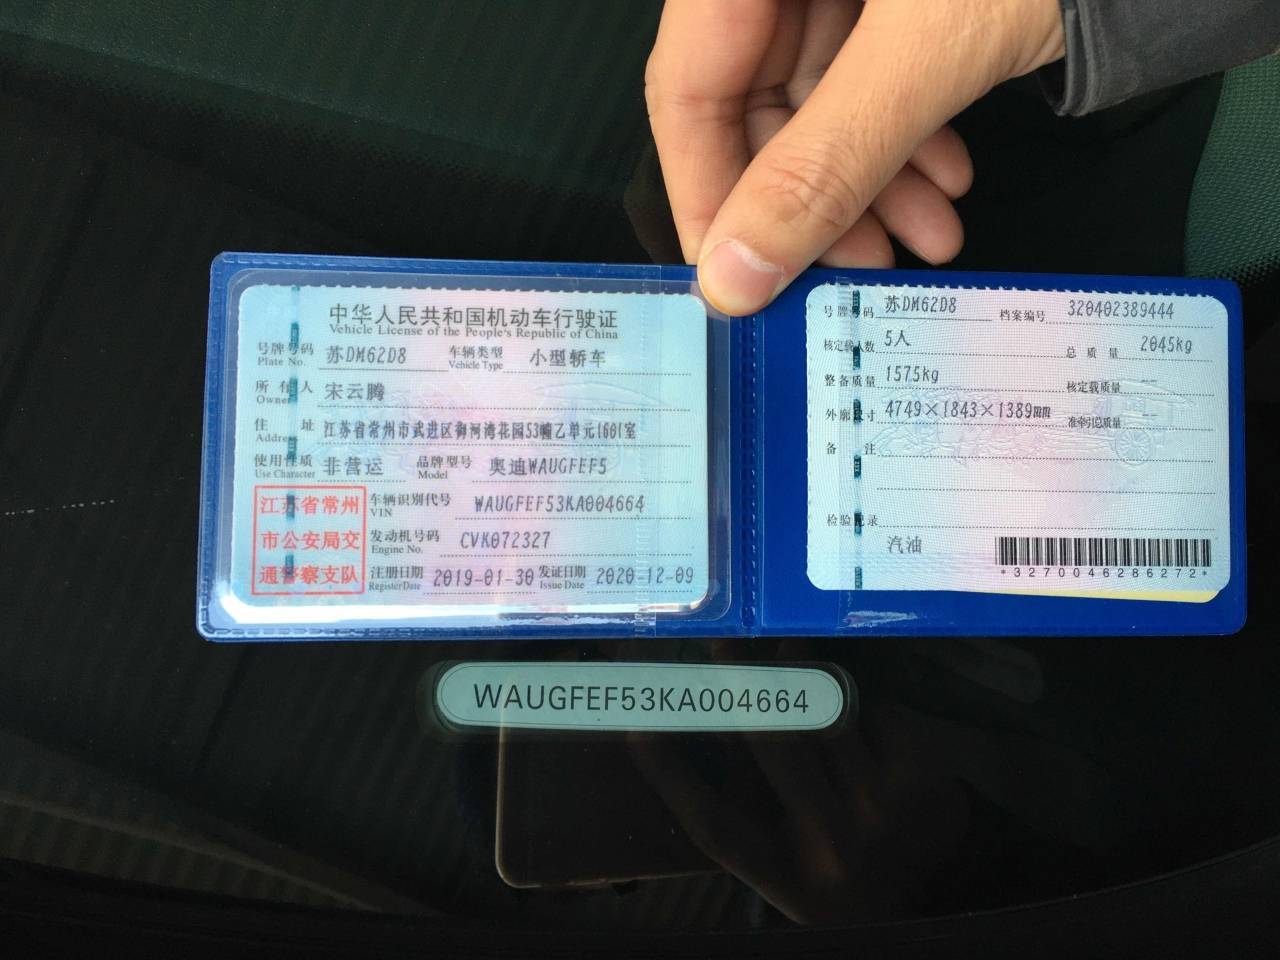 中华人民共和国机动车行驶证
Vehicle License of the People's Republic of China
号牌号码 苏DM62D8 车辆类型 小型轿车
Plate No. Vehicle Type
所有人 宋云腾
Owner
住址 江苏省常州市武进区御河湾花园53幢乙单元1601室
Address
使用性质 非营运 品牌型号 奥迪WAUGFEF5
Use Character Model
江苏省常州
市公安局交
通警察支队
车辆识别代号 WAUGFEF53KA004664
VIN
发动机号码 CVK072327
Engine No.
注册日期 2019-01-30 发证日期 2020-12-09
Register Date Issue Date
号牌号码 苏DM62D8 档案编号 320402389444
核定载人数 5人 总质量 2045kg
整备质量 1575kg 核定载质量 --
外廓尺寸 4749×1843×1389mm 准牵引总质量 --
备注
检验记录
汽油
*3270046286272*
WAUGFEF53KA004664